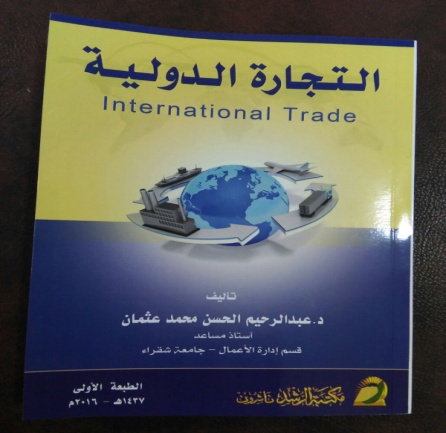 التجارة الدولية
International Trade
تأليف
د.عبدالرحيم الحسن محمد عثمان
أستاذ مساعد
قسم إدارة الأعمال - جامعة شقراء
الطبعة الأولى
١٤٣٧هـ - ٢٠١٦م
مكتبة الرشد ناشرون